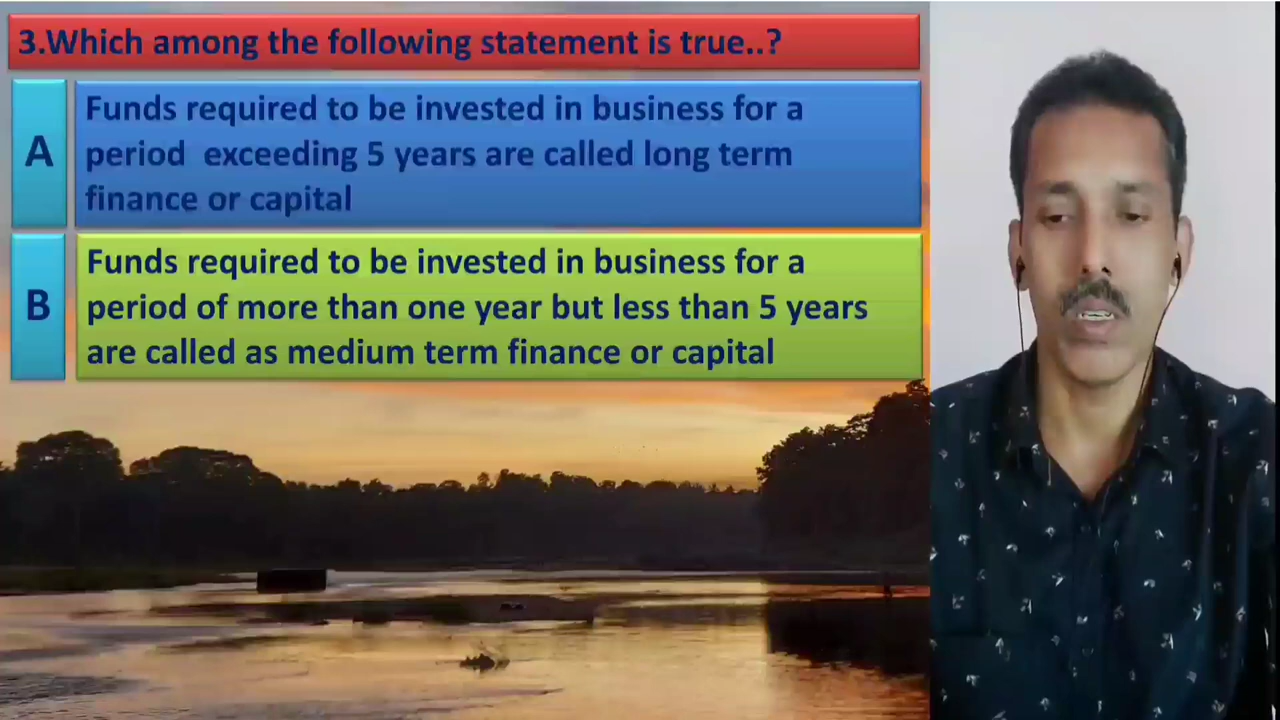 3.Which among the following statement is true..?
A
Funds required to be invested in business for a
period exceeding 5 years are called long term
finance or capital
B
Funds required to be invested in business for a
period of more than one year but less than 5 years
are called as medium term finance or capital